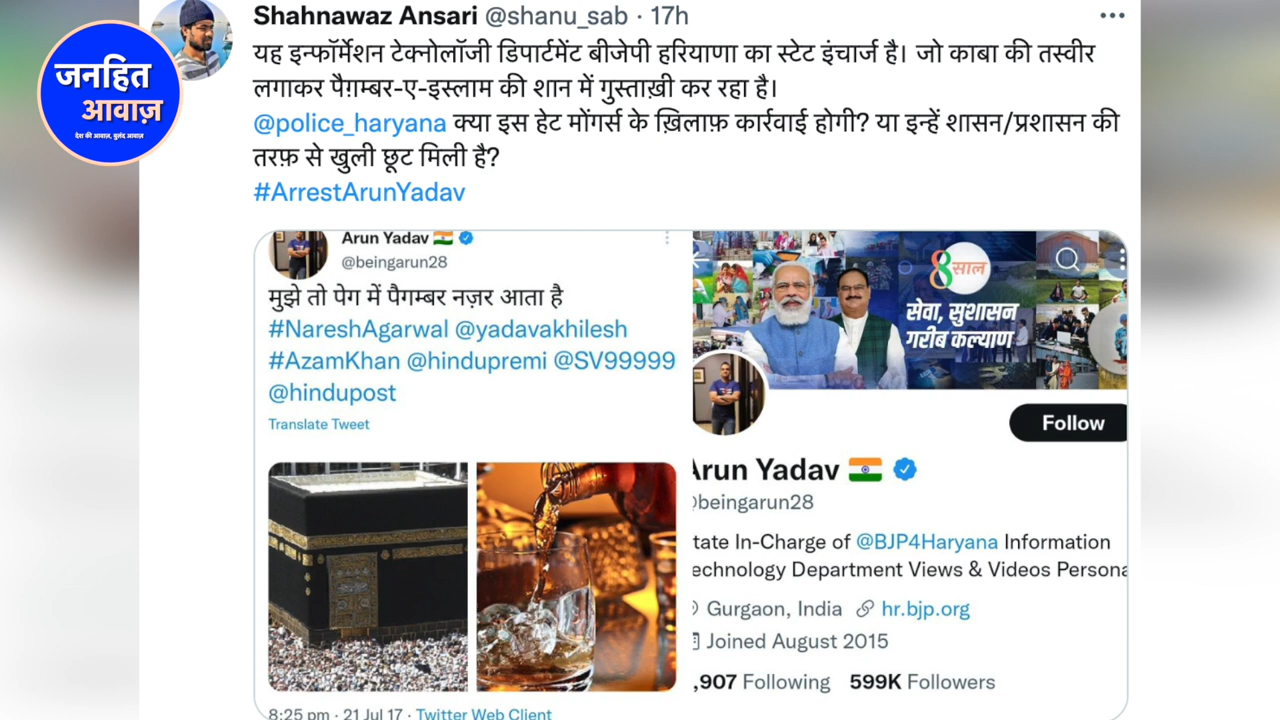 जनहित
आवाज़
देश की आवाज़, बुलंद आवाज़
Shahnawaz Ansari @shanu_sab · 17h
यह इन्फॉर्मेशन टेक्नोलॉजी डिपार्टमेंट बीजेपी हरियाणा का स्टेट इंचार्ज है। जो काबा की तस्वीर
लगाकर पैग़म्बर-ए-इस्लाम की शान में गुस्ताख़ी कर रहा है।
@police_haryana क्या इस हेट मोंगर्स के ख़िलाफ़ कार्रवाई होगी? या इन्हें शासन/प्रशासन की
तरफ़ से खुली छूट मिली है?
#ArrestArunYadav
Arun Yadav
@beingarun28
मुझे तो पेग में पैगम्बर नज़र आता है
#NareshAgarwal @yadavakhilesh
#AzamKhan @hindupremi @SV99999
@hindupost
Translate Tweet
8:25 pm · 21 Jul 17 · Twitter Web Client
8साल
सेवा, सुशासन
गरीब कल्याण
Follow
Arun Yadav
beingarun28
tate In-Charge of @BJP4Haryana Information
echnology Department Views & Videos Persona
Gurgaon, India hr.bjp.org
Joined August 2015
,907 Following 599K Followers